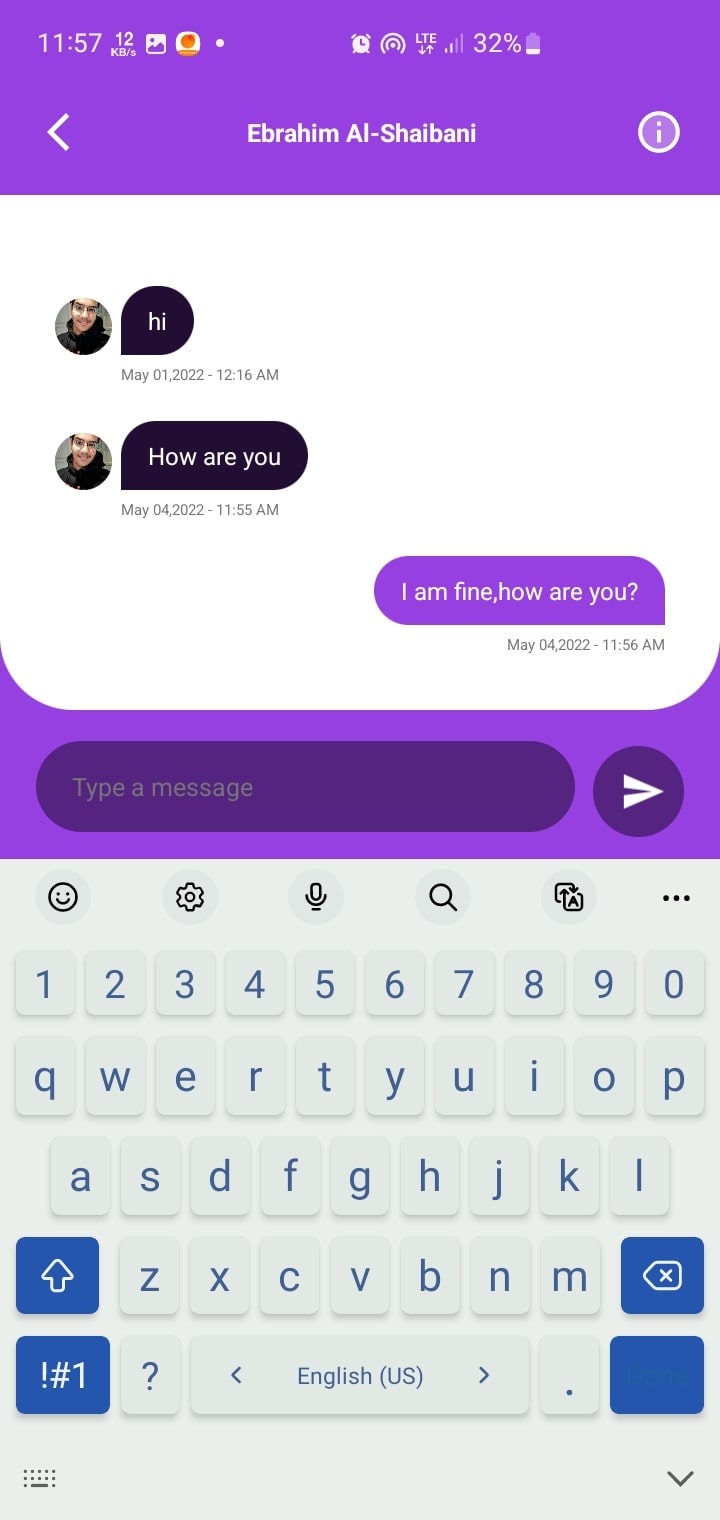 11:57 12 KB/s LTE 32%
Ebrahim Al-Shaibani
hi
May 01,2022 - 12:16 AM
How are you
May 04,2022 - 11:55 AM
I am fine,how are you?
May 04,2022 - 11:56 AM
Type a message
1 2 3 4 5 6 7 8 9 0
q w e r t y u i o p
a s d f g h j k l
z x c v b n m
!#1 ? < English (US) > . Done